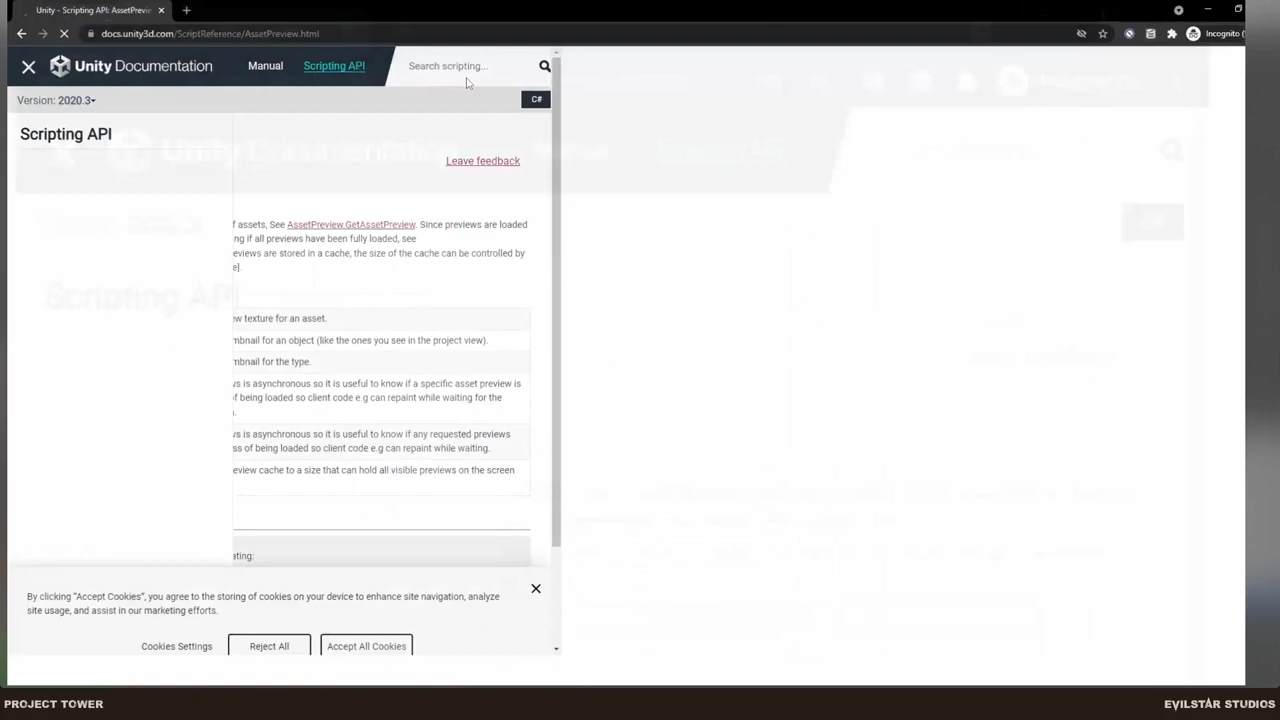 Unity - Scripting API: AssetPrevie
docs.unity3d.com/ScriptReference/AssetPreview.html
Incognito
Unity Documentation
Manual
Scripting API
Search scripting...
Version: 2020.3
C#
Scripting API
Leave feedback
f assets, See AssetPreview.GetAssetPreview. Since previews are loaded
ng if all previews have been fully loaded, see
eviews are stored in a cache, the size of the cache can be controlled by
e].
ew texture for an asset.
mbnail for an object (like the ones you see in the project view).
mbnail for the type.
ws is asynchronous so it is useful to know if a specific asset preview is
of being loaded so client code e.g can repaint while waiting for the
ws is asynchronous so it is useful to know if any requested previews
ss of being loaded so client code e.g can repaint while waiting.
eview cache to a size that can hold all visible previews on the screen
ating:
By clicking “Accept Cookies”, you agree to the storing of cookies on your device to enhance site navigation, analyze
site usage, and assist in our marketing efforts.
Cookies Settings
Reject All
Accept All Cookies
PROJECT TOWER
EVILSTAR STUDIOS